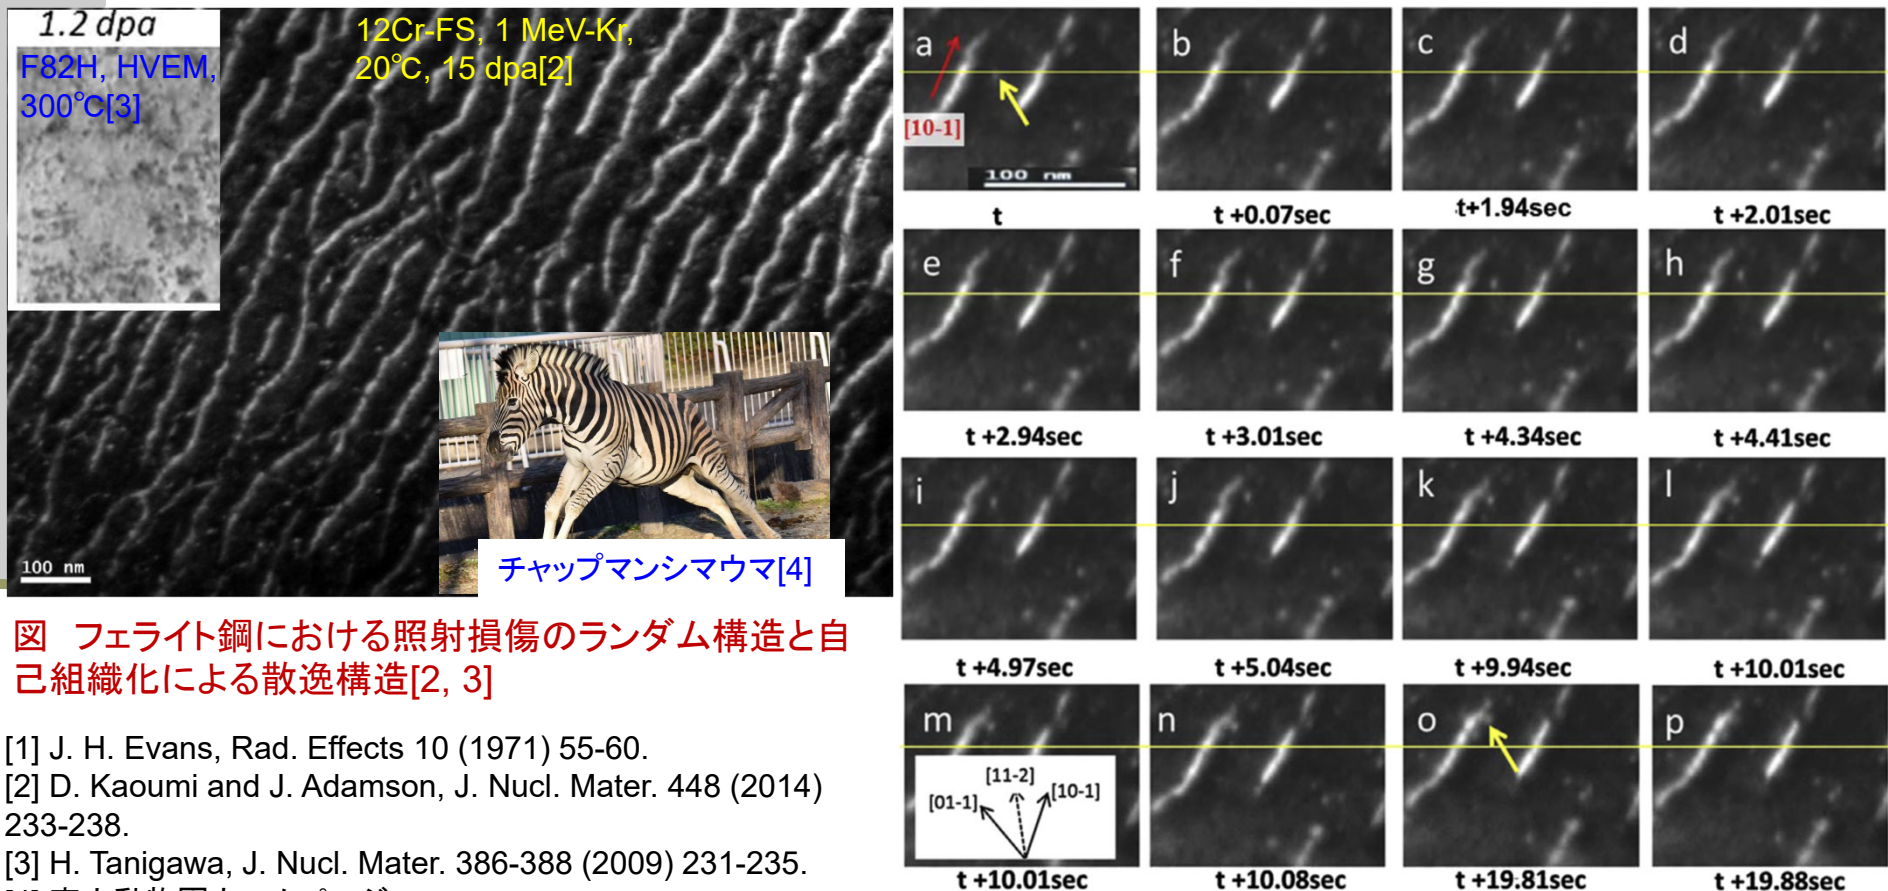 1.2 dpa
F82H, HVEM,
300℃[3]
12Cr-FS, 1 MeV-Kr,
20℃, 15 dpa[2]
100 nm
チャップマンシマウマ[4]
図　フェライト鋼における照射損傷のランダム構造と自
己組織化による散逸構造[2, 3]
[1] J. H. Evans, Rad. Effects 10 (1971) 55-60.
[2] D. Kaoumi and J. Adamson, J. Nucl. Mater. 448 (2014)
233-238.
[3] H. Tanigawa, J. Nucl. Mater. 386-388 (2009) 231-235.
a
[10-1]
100 nm
b
c
d
t
t +0.07sec
t+1.94sec
t +2.01sec
e
f
g
h
t +2.94sec
t +3.01sec
t +4.34sec
t +4.41sec
i
j
k
l
t +4.97sec
t +5.04sec
t +9.94sec
t +10.01sec
m
[11-2]
[01-1]
[10-1]
n
o
p
t +10.01sec
t +10.08sec
t +19.81sec
t +19.88sec